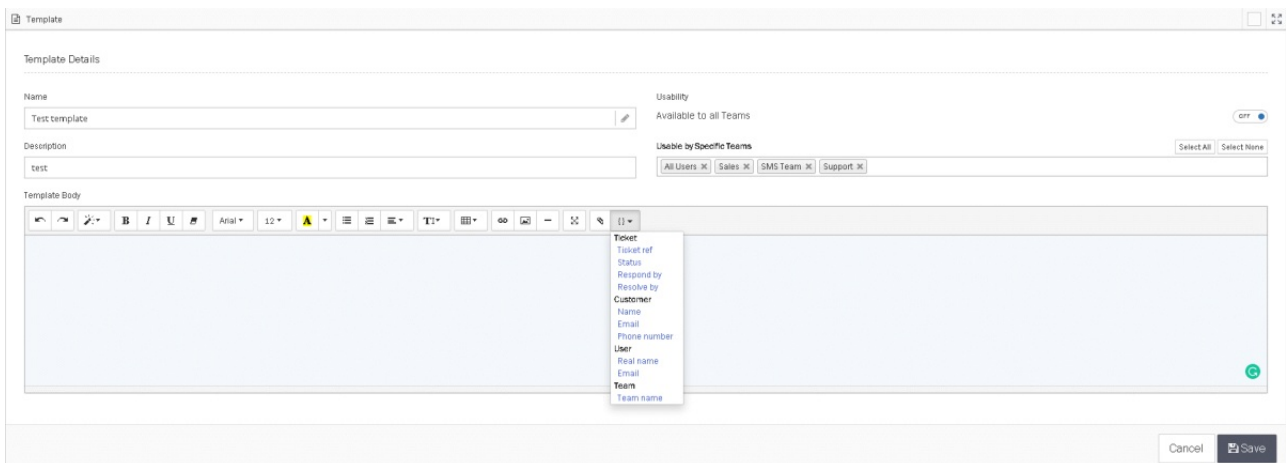 Template
Template Details
Name
Test template
Description
test
Usability
Available to all Teams
OFF
Usable by Specific Teams
Select All Select None
All Users × Sales × SMS Team × Support ×
Template Body
B I U Arial 12 A TI {}
Ticket
Ticket ref
Status
Respond by
Resolve by
Customer
Name
Email
Phone number
User
Real name
Email
Team
Team name
Cancel Save